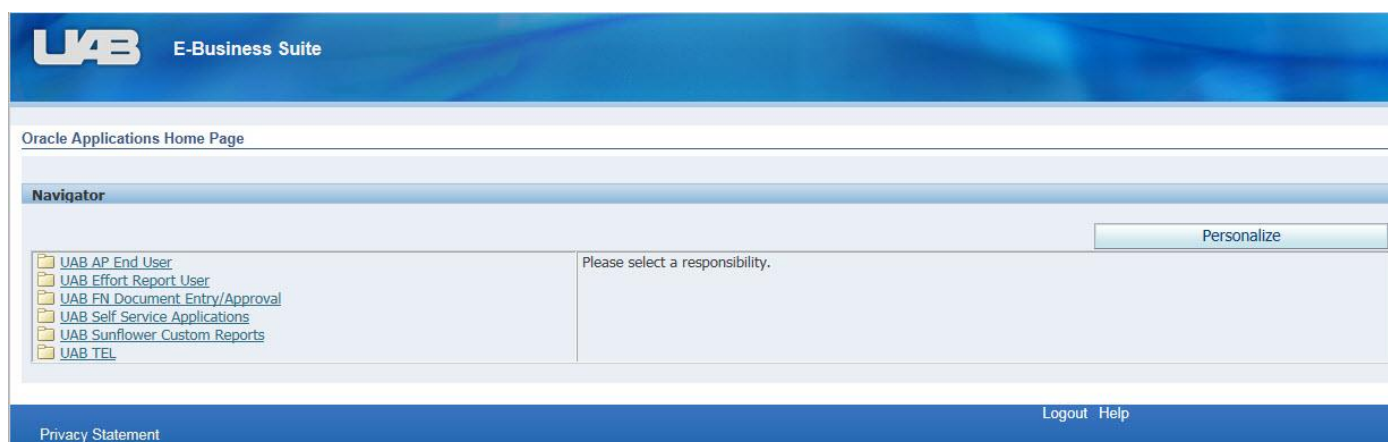 UAB E-Business Suite
Oracle Applications Home Page
Navigator
Personalize
UAB AP End User
Please select a responsibility.
UAB Effort Report User
UAB FN Document Entry/Approval
UAB Self Service Applications
UAB Sunflower Custom Reports
UAB TEL
Logout Help
Privacy Statement